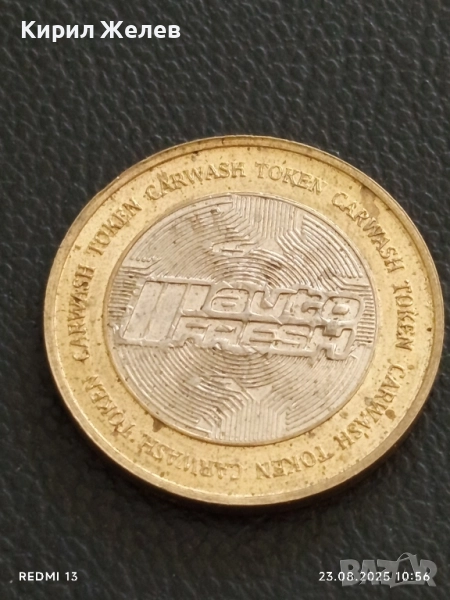 Кирил Желев
CARWASH TOKEN CARWASH TOKEN CARWASH TOKEN CARWASH TOKEN
auto
FRESH
REDMI 13
23.08.2025 10:56
BAZAR